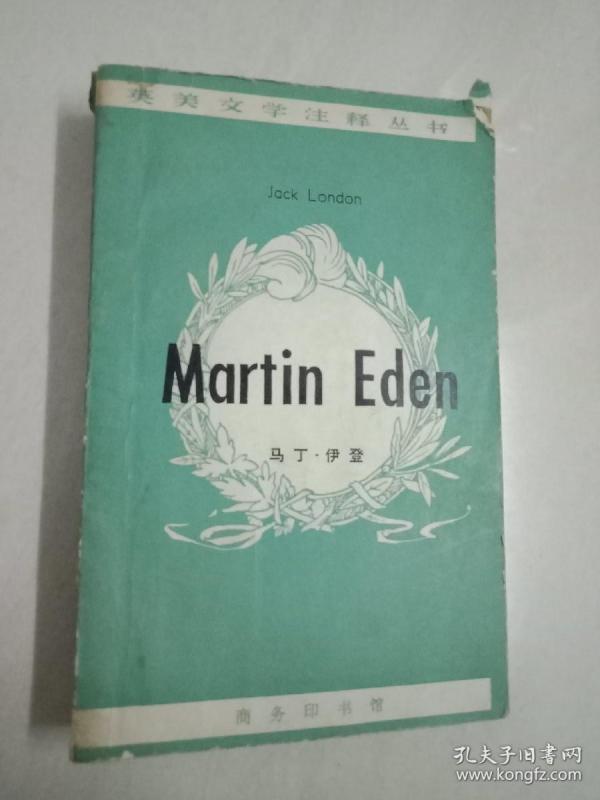 英美文学注释丛书
Jack London
Martin Eden
马丁·伊登
商务印书馆
孔夫子旧书网
www.kongfz.com